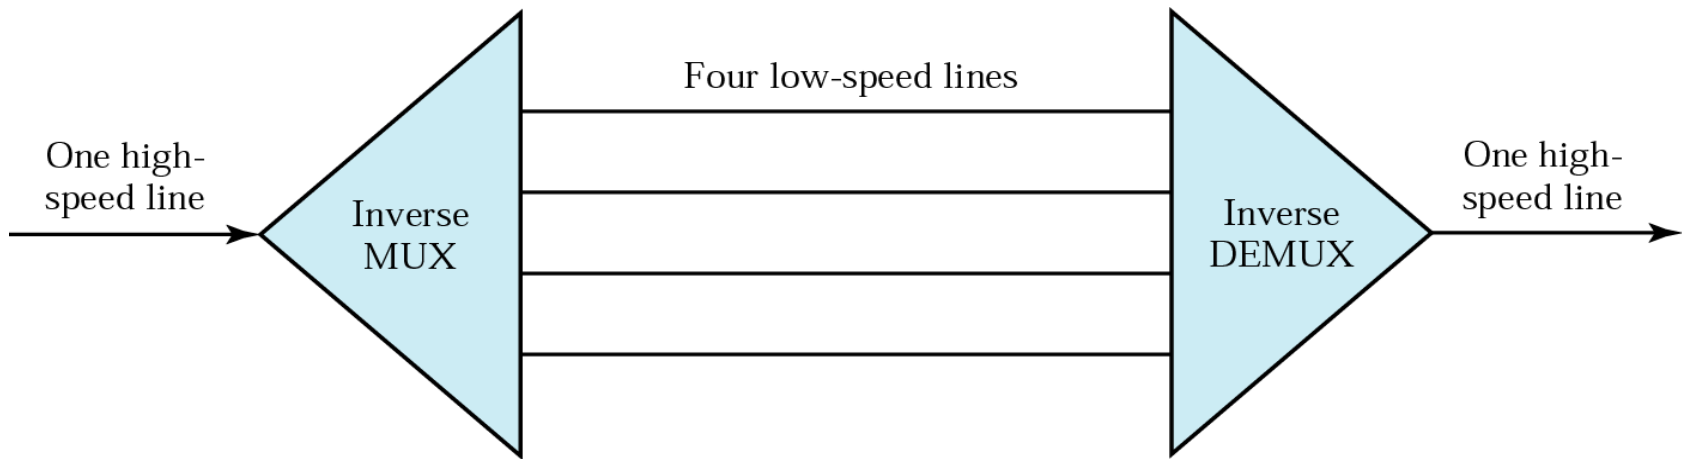 Four low-speed lines
One high-
speed line
Inverse
MUX
Inverse
DEMUX
One high-
speed line